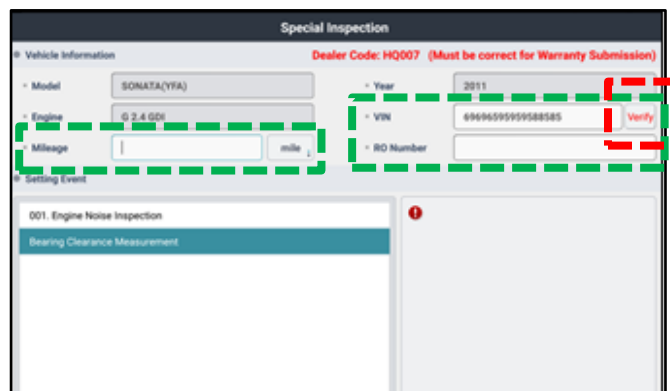 Special Inspection
Vehicle Information
Dealer Code: HQ007 (Must be correct for Warranty Submission)
Model SONATA(YFA) Year 2011
Engine G 2.4 GDI VIN 69696595959588585 Verify
Mileage mile RO Number
Setting Event
001. Engine Noise Inspection
Bearing Clearance Measurement